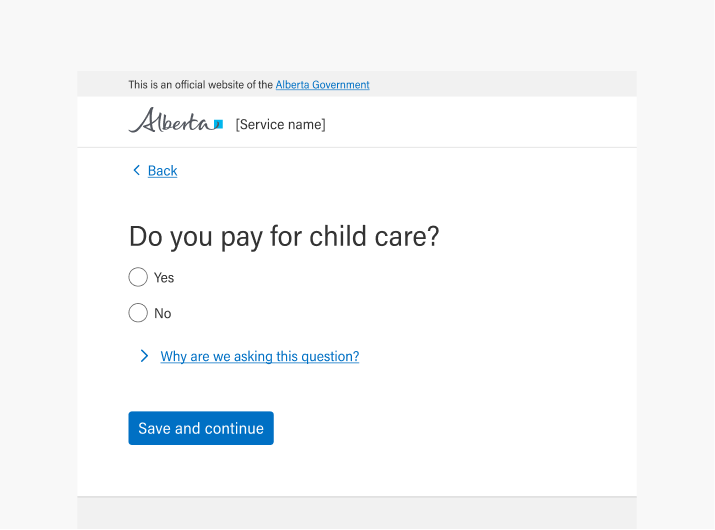 This is an official website of the Alberta Government
Alberta [Service name]
Back
Do you pay for child care?
Yes
No
Why are we asking this question?
Save and continue